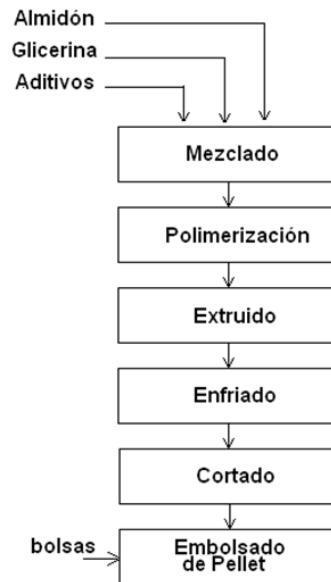 Almidón
Glicerina
Aditivos
Mezclado
Polimerización
Extruido
Enfriado
Cortado
bolsas
Embolsado
de Pellet